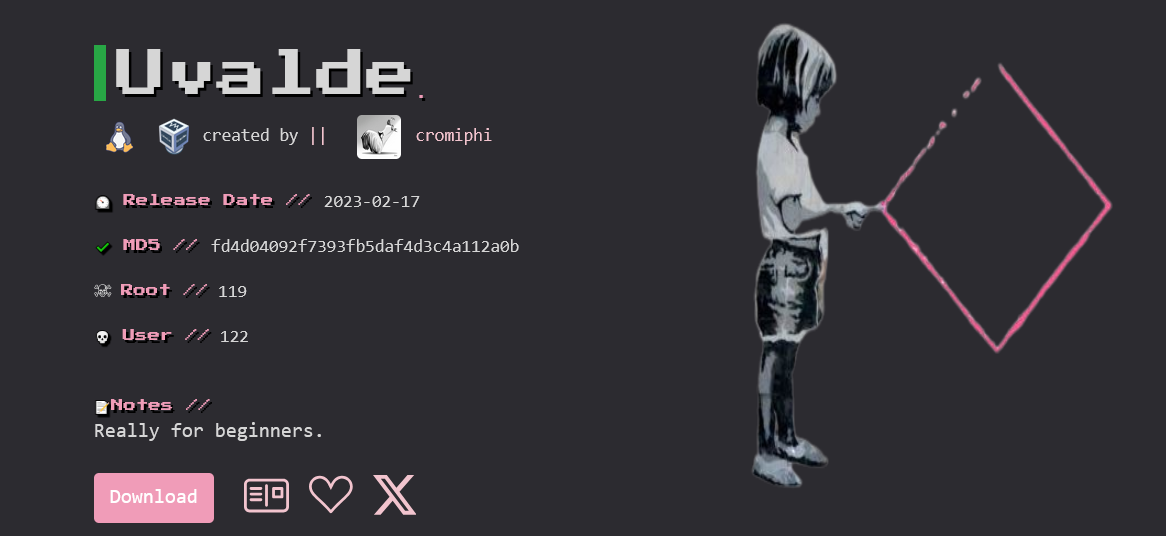 Uvalde.
created by || cromiphi
Release Date // 2023-02-17
MD5 // fd4d04092f7393fb5daf4d3c4a112a0b
Root // 119
User // 122
Notes //
Really for beginners.
Download